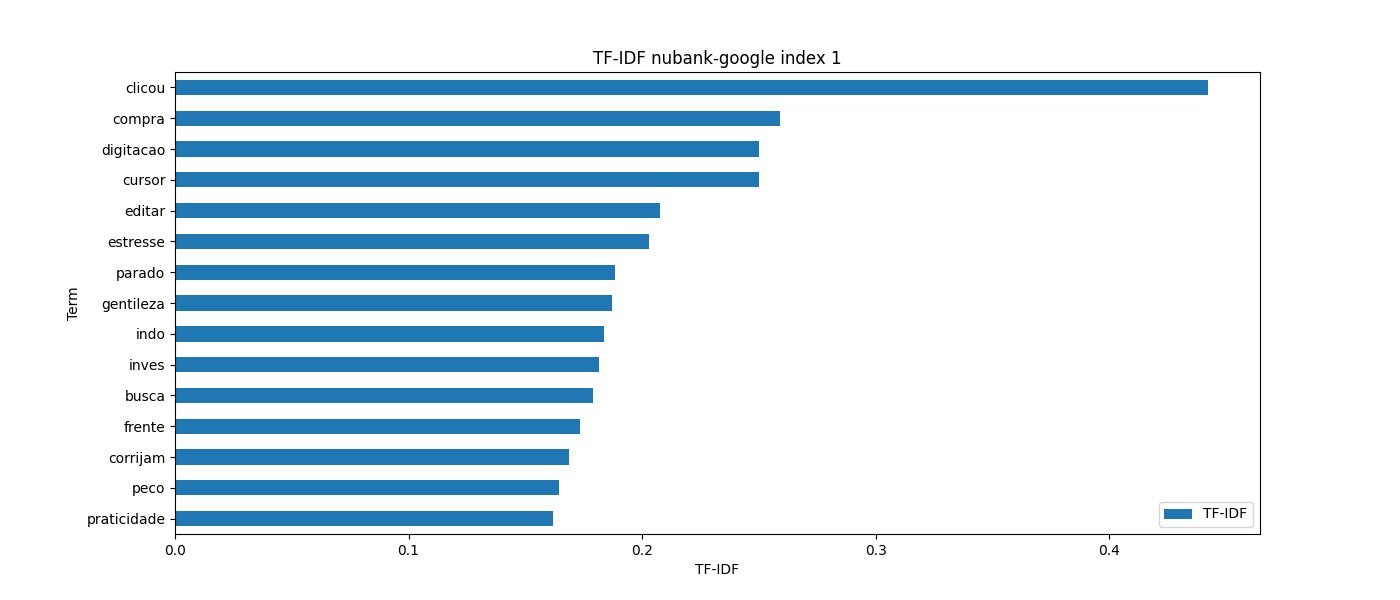 TF-IDF nubank-google index 1
Term
clicou
compra
digitacao
cursor
editar
estresse
parado
gentileza
indo
inves
busca
frente
corrijam
peco
praticidade
TF-IDF
0.0 0.1 0.2 0.3 0.4
TF-IDF